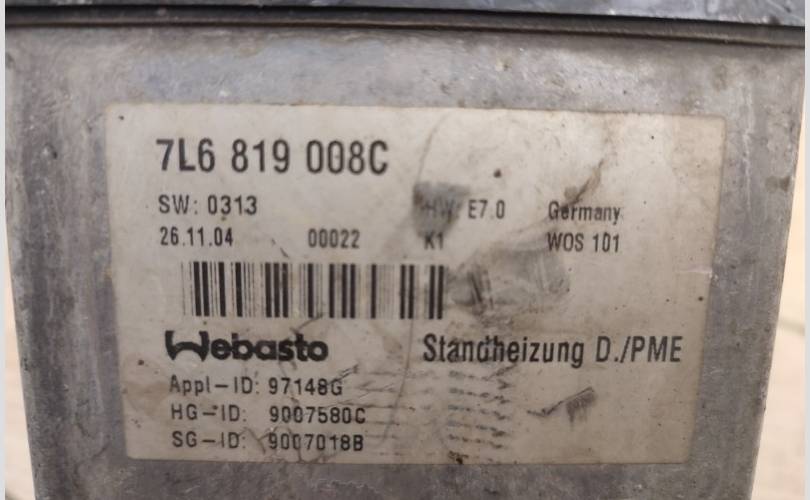 7L6 819 008C
SW: 0313 HW: E7.0 Germany
26.11.04 00022 K1 WOS 101
Webasto Standheizung D./PME
Appl-ID: 97148G
HG-ID: 9007580C
SG-ID: 9007018B